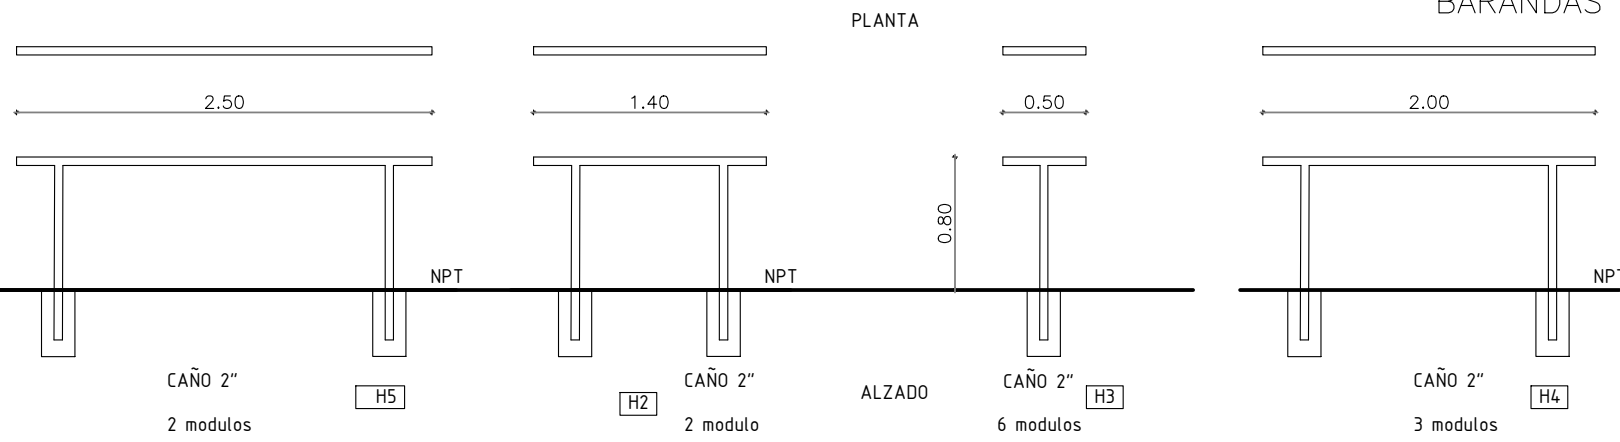 BARANDAS
PLANTA
2.50
1.40
0.50
2.00
0.80
NPT
NPT
NPT
CAÑO 2"
H5
2 modulos
CAÑO 2"
H2
2 modulo
ALZADO
CAÑO 2"
H3
6 modulos
CAÑO 2"
H4
3 modulos